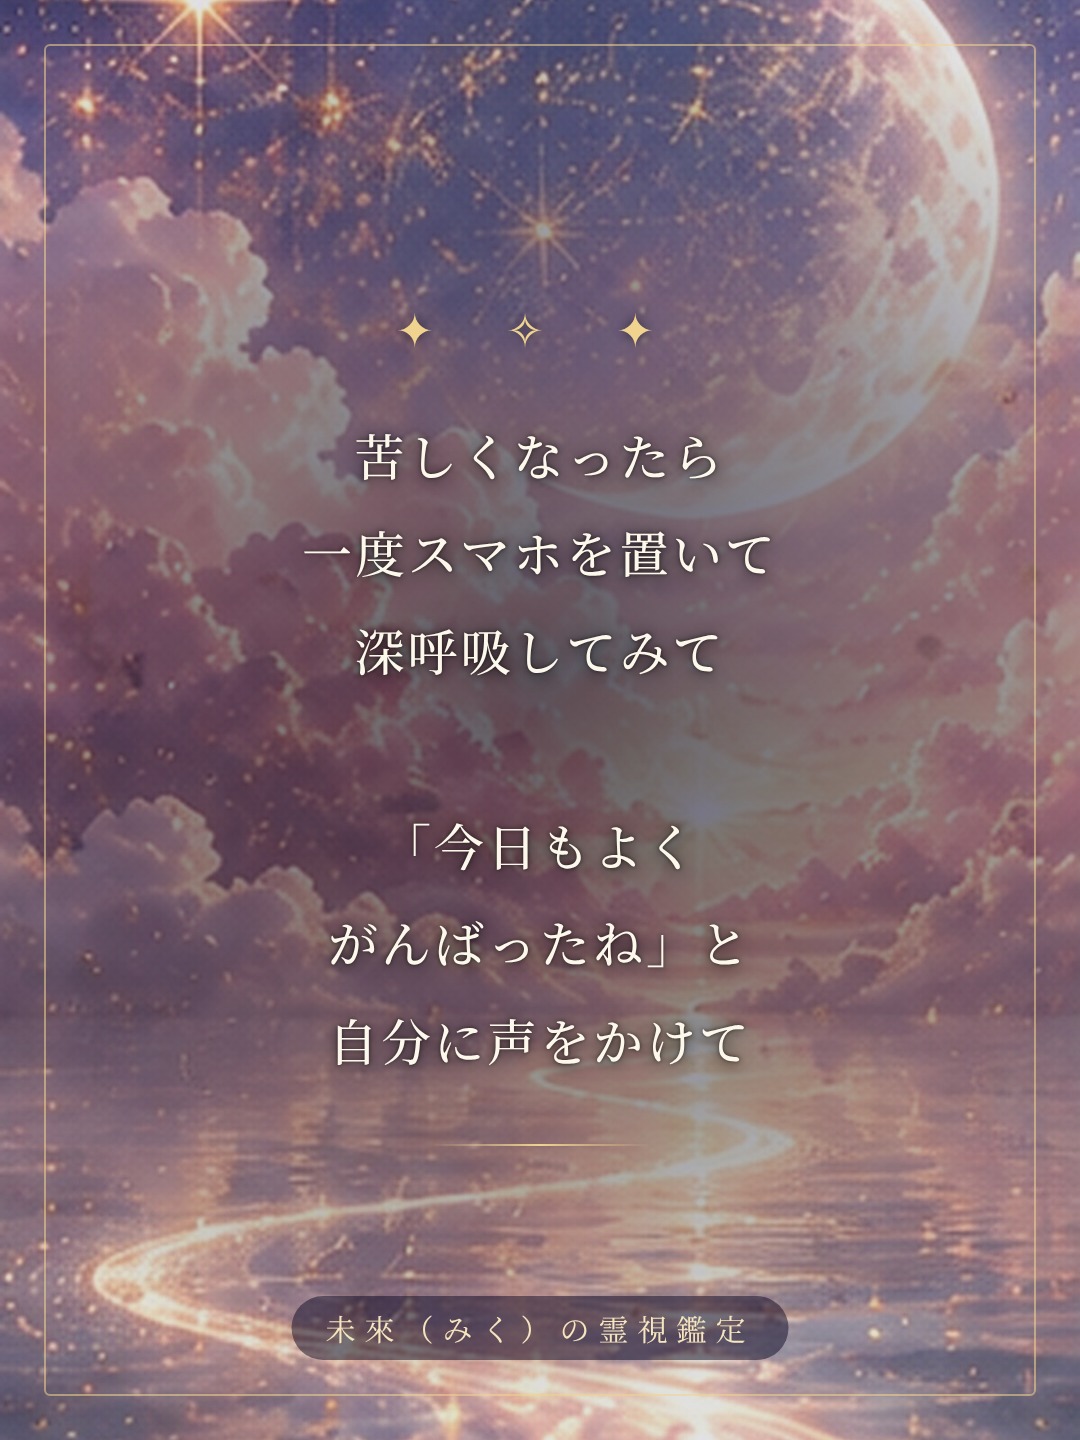 ✦ ✧ ✦
苦しくなったら
一度スマホを置いて
深呼吸してみて
「今日もよく
がんばったね」と
自分に声をかけて
未來（みく）の霊視鑑定